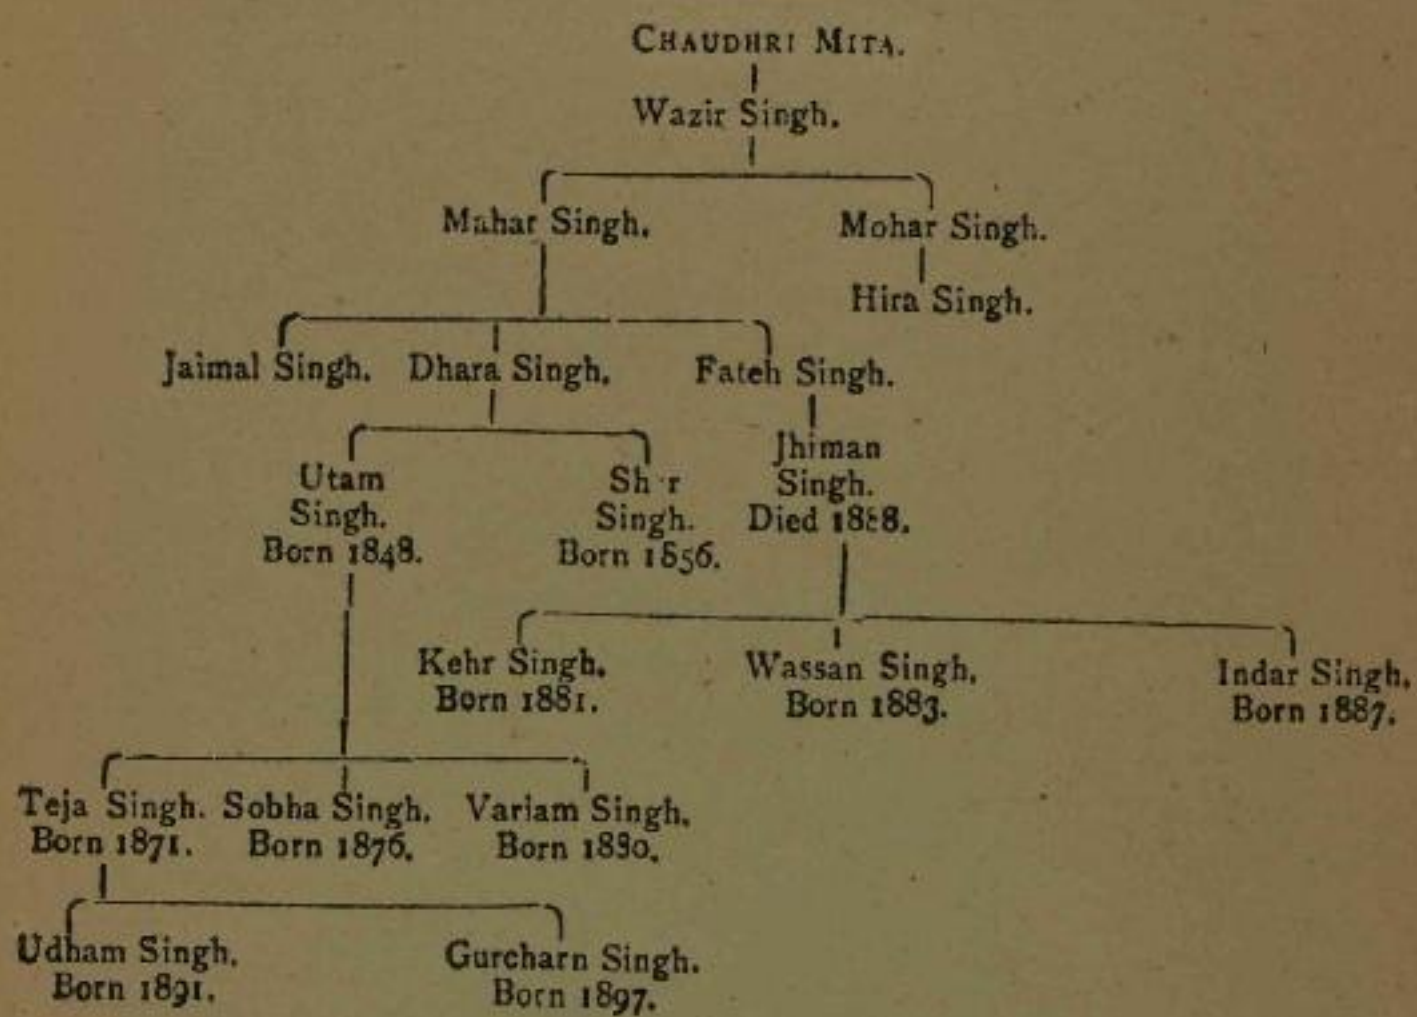 CHAUDHRI MITA.
Wazir Singh.
Mahar Singh. Mohar Singh.
Hira Singh.
Jaimal Singh. Dhara Singh. Fateh Singh.
Utam
Singh.
Born 1848.
Singh.
Born 1856.
Jhiman
Singh.
Died 1888.
Kehr Singh.
Born 1881.
Wassan Singh.
Born 1883.
Indar Singh.
Born 1887.
Teja Singh.
Born 1871.
Sobha Singh.
Born 1876.
Variam Singh.
Born 1880.
Udham Singh.
Born 1891.
Gurcharn Singh.
Born 1897.